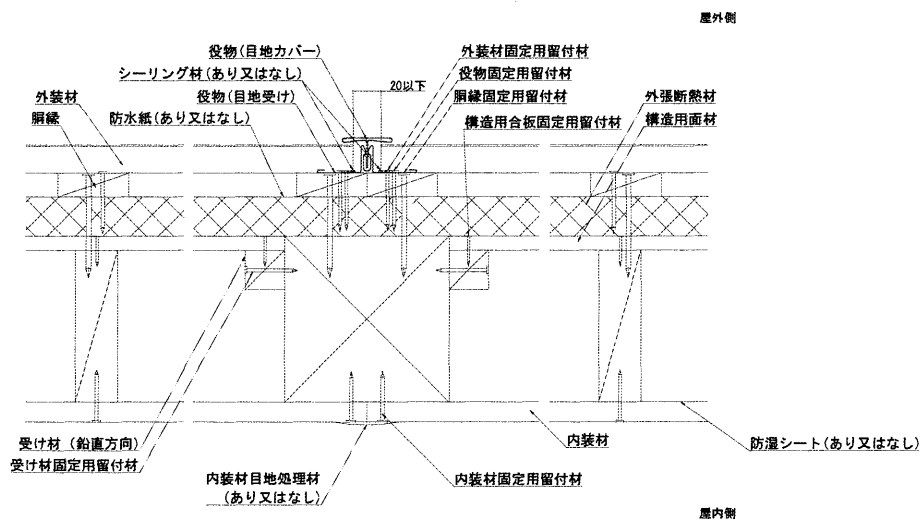 屋外側
役物(目地カバー)
外装材固定用留付材
シーリング材(あり又はなし)
役物固定用留付材
20以下
外装材
役物(目地受け)
胴縁固定用留付材
外張断熱材
胴縁
防水紙(あり又はなし)
構造用合板固定用留付材
構造用面材
受け材(鉛直方向)
内装材
防湿シート(あり又はなし)
受け材固定用留付材
内装材目地処理材
(あり又はなし)
内装材固定用留付材
屋内側